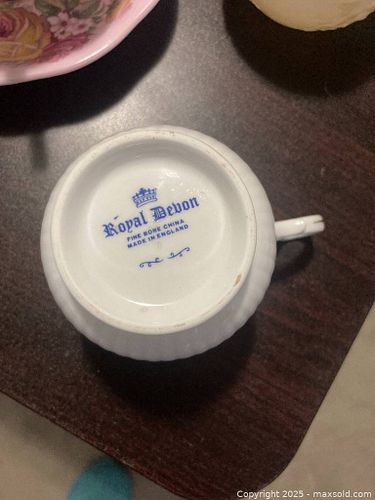 Royal Devon
FINE BONE CHINA
MADE IN ENGLAND
Copyright © 2025 - maxsold.com